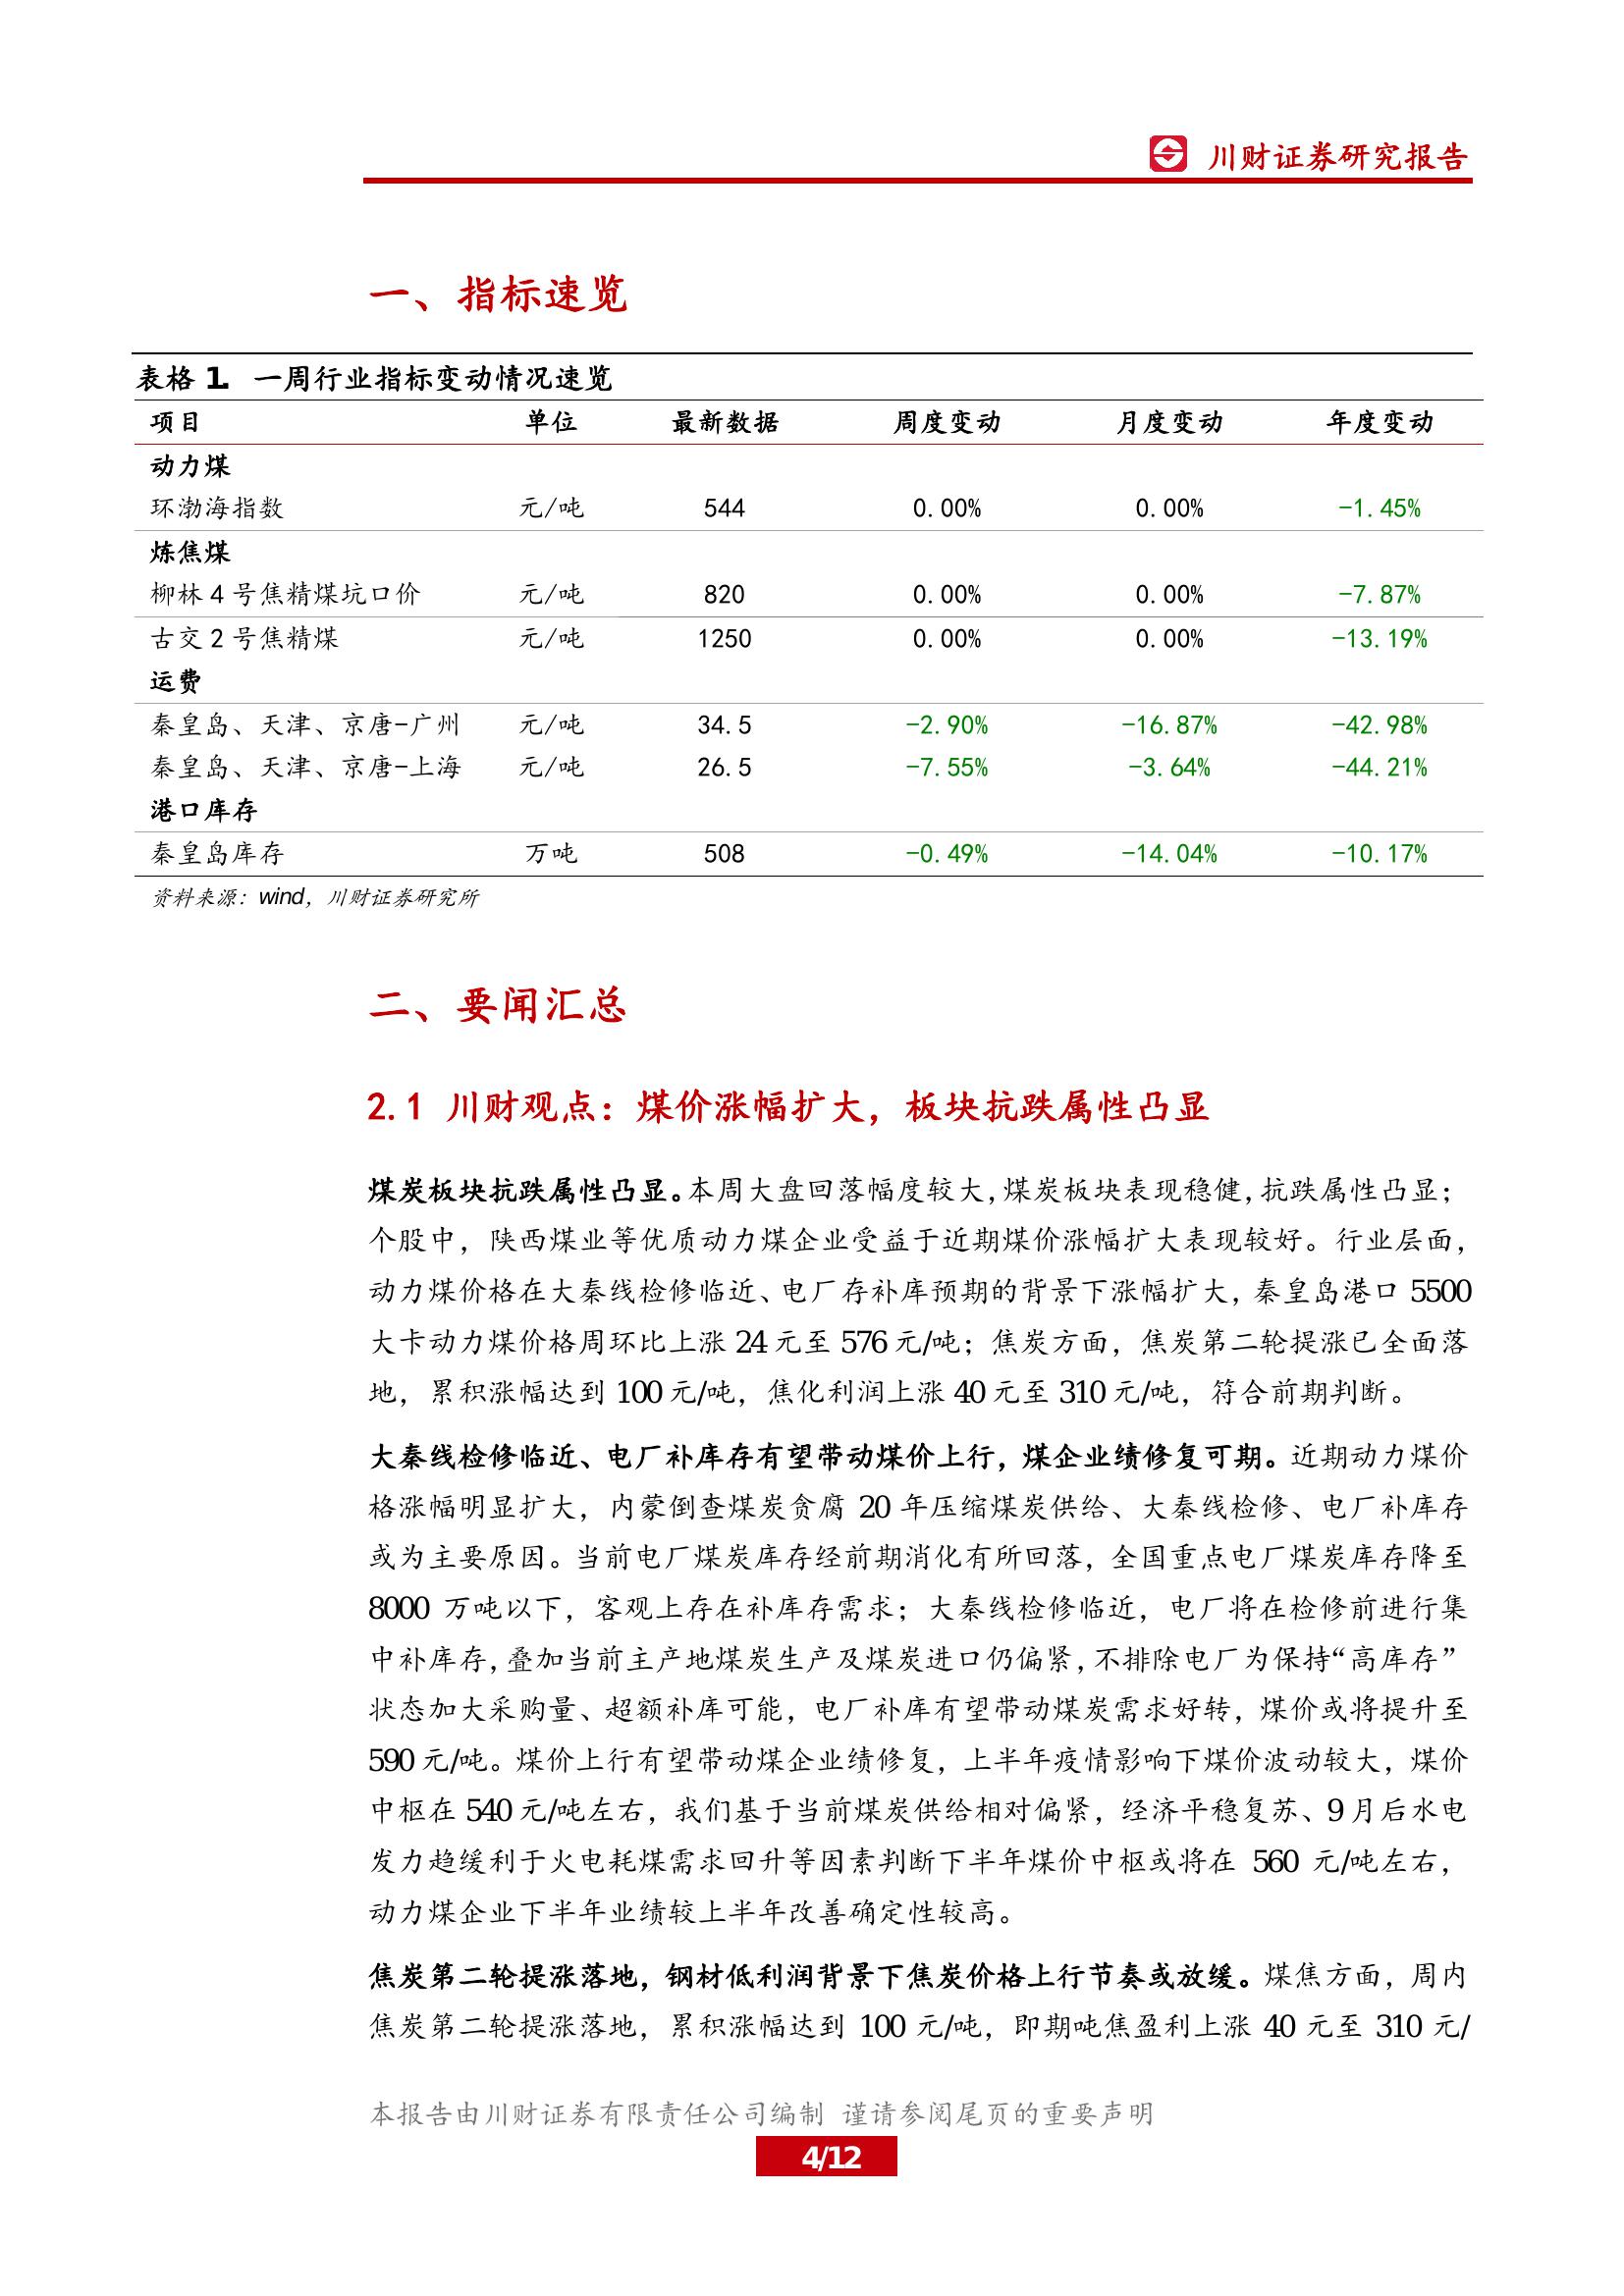 川财证券研究报告
一、指标速览
表格 1. 一周行业指标变动情况速览
项目 单位 最新数据 周度变动 月度变动 年度变动
动力煤
环渤海指数 元/吨 544 0.00% 0.00% -1.45%
炼焦煤
柳林 4 号焦精煤坑口价 元/吨 820 0.00% 0.00% -7.87%
古交 2 号焦精煤 元/吨 1250 0.00% 0.00% -13.19%
运费
秦皇岛、天津、京唐-广州 元/吨 34.5 -2.90% -16.87% -42.98%
秦皇岛、天津、京唐-上海 元/吨 26.5 -7.55% -3.64% -44.21%
港口库存
秦皇岛库存 万吨 508 -0.49% -14.04% -10.17%
资料来源：wind，川财证券研究所
二、要闻汇总
2.1 川财观点：煤价涨幅扩大，板块抗跌属性凸显
煤炭板块抗跌属性凸显。本周大盘回落幅度较大，煤炭板块表现稳健，抗跌属性凸显；
个股中，陕西煤业等优质动力煤企业受益于近期煤价涨幅扩大表现较好。行业层面，
动力煤价格在大秦线检修临近、电厂存补库预期的背景下涨幅扩大，秦皇岛港口 5500
大卡动力煤价格周环比上涨 24 元至 576 元/吨；焦炭方面，焦炭第二轮提涨已全面落
地，累积涨幅达到 100 元/吨，焦化利润上涨 40 元至 310 元/吨，符合前期判断。
大秦线检修临近、电厂补库存有望带动煤价上行，煤企业绩修复可期。近期动力煤价
格涨幅明显扩大，内蒙倒查煤炭贪腐 20 年压缩煤炭供给、大秦线检修、电厂补库存
或为主要原因。当前电厂煤炭库存经前期消化有所回落，全国重点电厂煤炭库存降至
8000 万吨以下，客观上存在补库存需求；大秦线检修临近，电厂将在检修前进行集
中补库存，叠加当前主产地煤炭生产及煤炭进口仍偏紧，不排除电厂为保持“高库存”
状态加大采购量、超额补库可能，电厂补库有望带动煤炭需求好转，煤价或将提升至
590 元/吨。煤价上行有望带动煤企业绩修复，上半年疫情影响下煤价波动较大，煤价
中枢在 540 元/吨左右，我们基于当前煤炭供给相对偏紧，经济平稳复苏、9 月后水电
发力趋缓利于火电耗煤需求回升等因素判断下半年煤价中枢或将在 560 元/吨左右，
动力煤企业下半年业绩较上半年改善确定性较高。
焦炭第二轮提涨落地，钢材低利润背景下焦炭价格上行节奏或放缓。煤焦方面，周内
焦炭第二轮提涨落地，累积涨幅达到 100 元/吨，即期吨焦盈利上涨 40 元至 310 元/
本报告由川财证券有限责任公司编制 谨请参阅尾页的重要声明
4/12